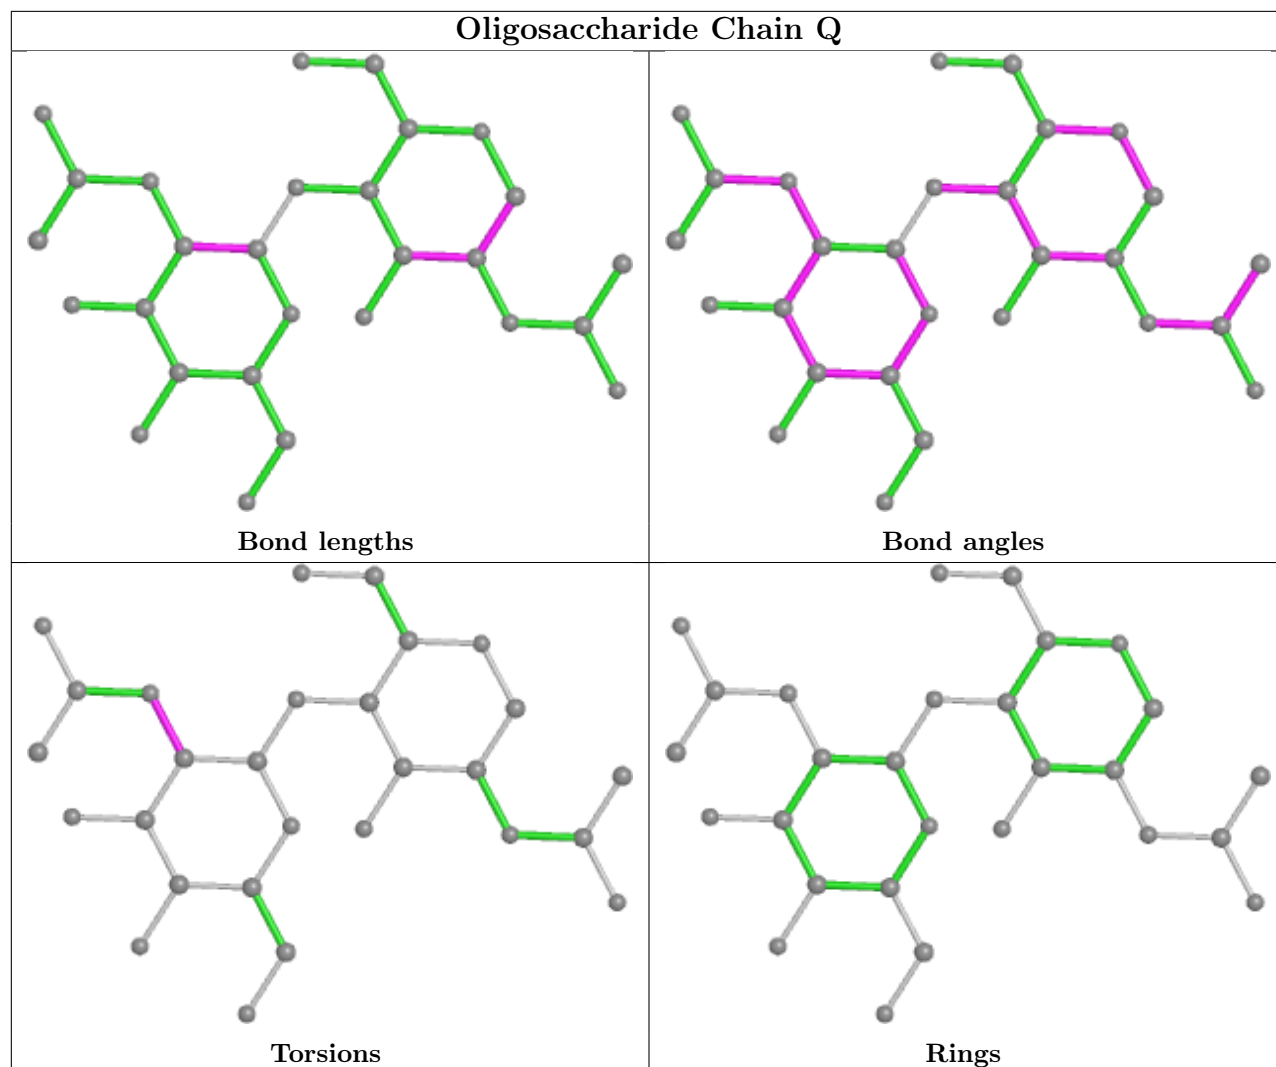 Oligosaccharide Chain Q
Bond lengths
Bond angles
Torsions
Rings